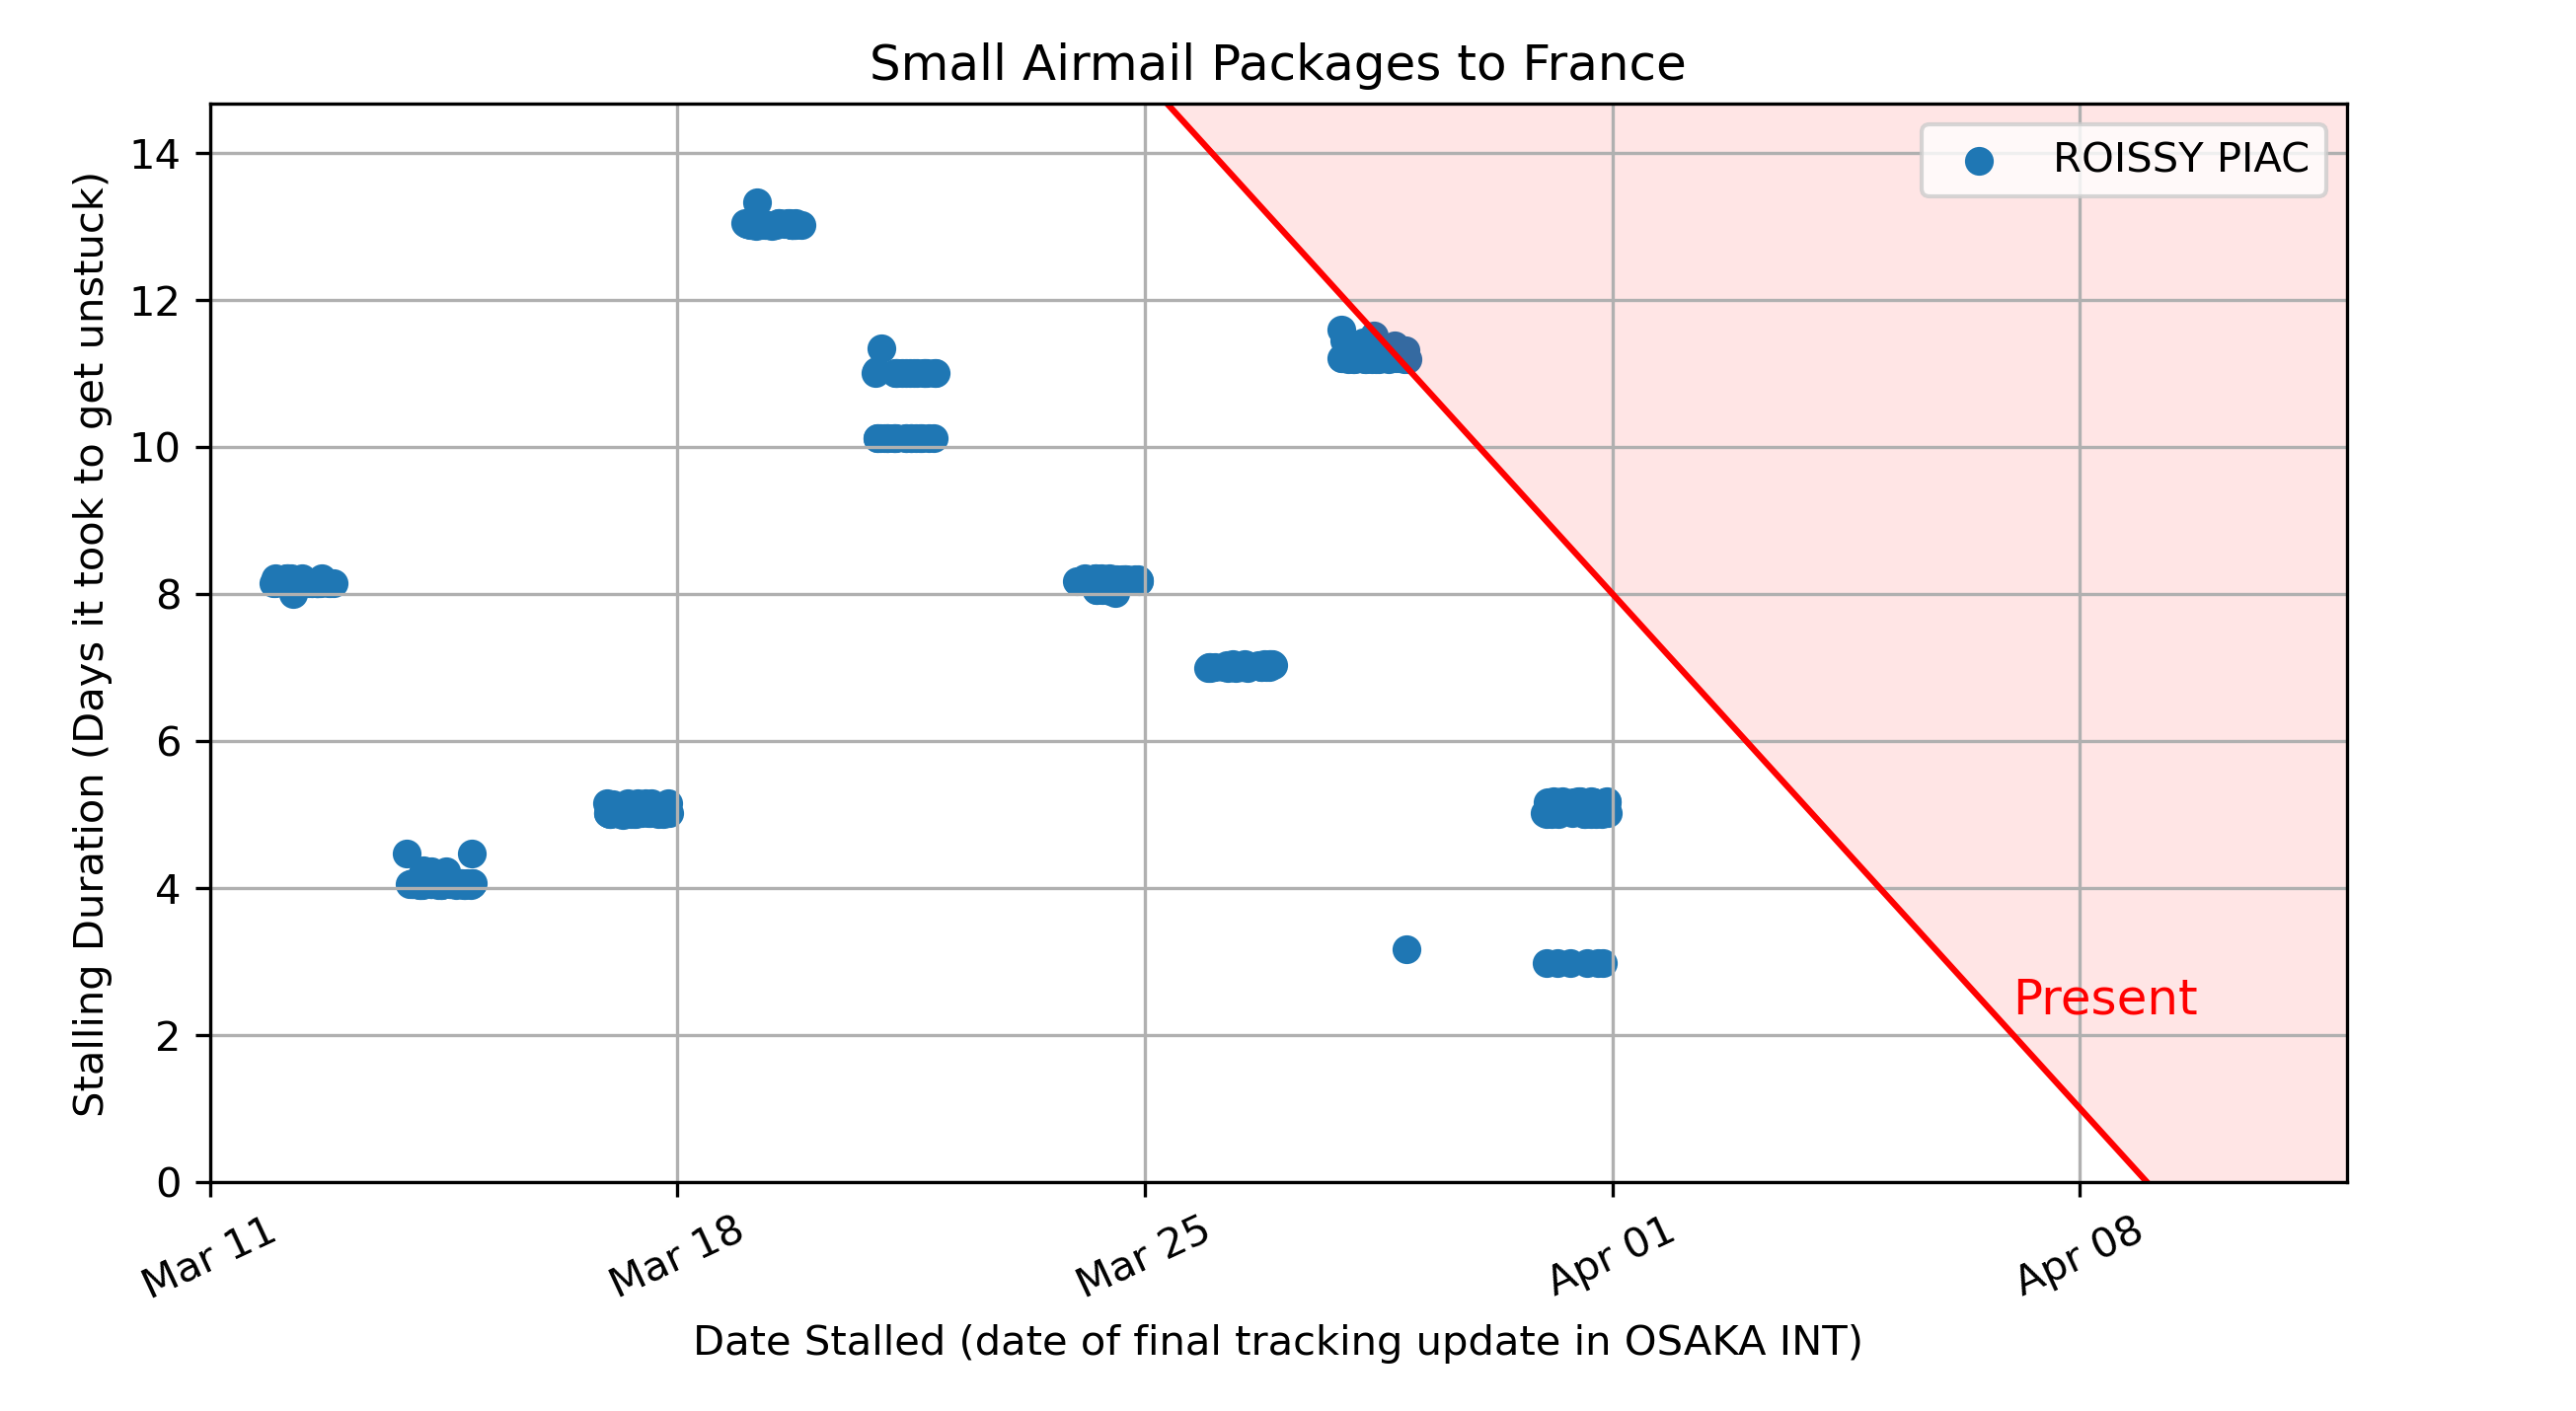 Small Airmail Packages to France
Stalling Duration (Days it took to get unstuck)
14
12
10
8
6
4
2
0
ROISSY PIAC
Present
Mar 11
Mar 18
Mar 25
Apr 01
Apr 08
Date Stalled (date of final tracking update in OSAKA INT)